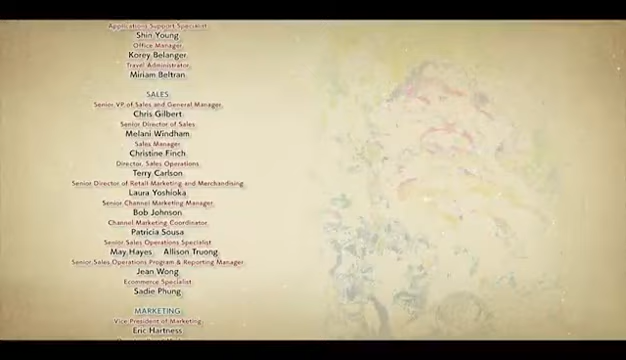 Applications Support Specialist
Shin Young
Office Manager
Korey Belanger
Travel Administrator
Miriam Beltran
SALES
Senior VP of Sales and General Manager
Chris Gilbert
Senior Director of Sales
Melani Windham
Sales Manager
Christine Finch
Director, Sales Operations
Terry Carlson
Senior Director of Retail Marketing and Merchandising
Laura Yoshioka
Senior Channel Marketing Manager
Bob Johnson
Channel Marketing Coordinator
Patricia Sousa
Senior Sales Operations Specialist
May Hayes Allison Truong
Senior Sales Operations Program & Reporting Manager
Jean Wong
Ecommerce Specialist
Sadie Phung
MARKETING
Vice President of Marketing
Eric Hartness